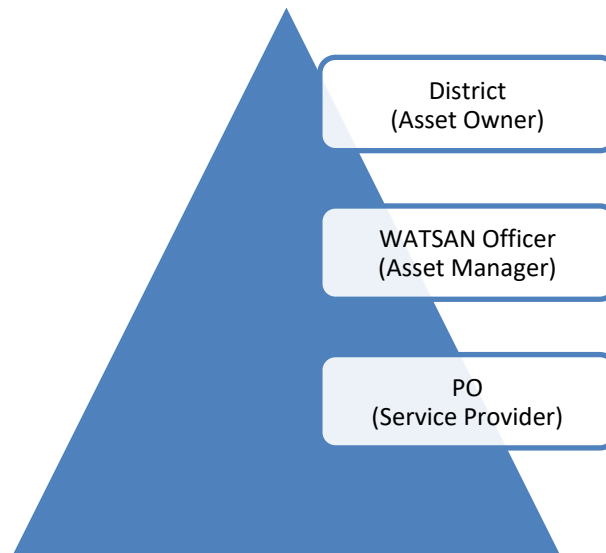 District
(Asset Owner)
WATSAN Officer
(Asset Manager)
PO
(Service Provider)